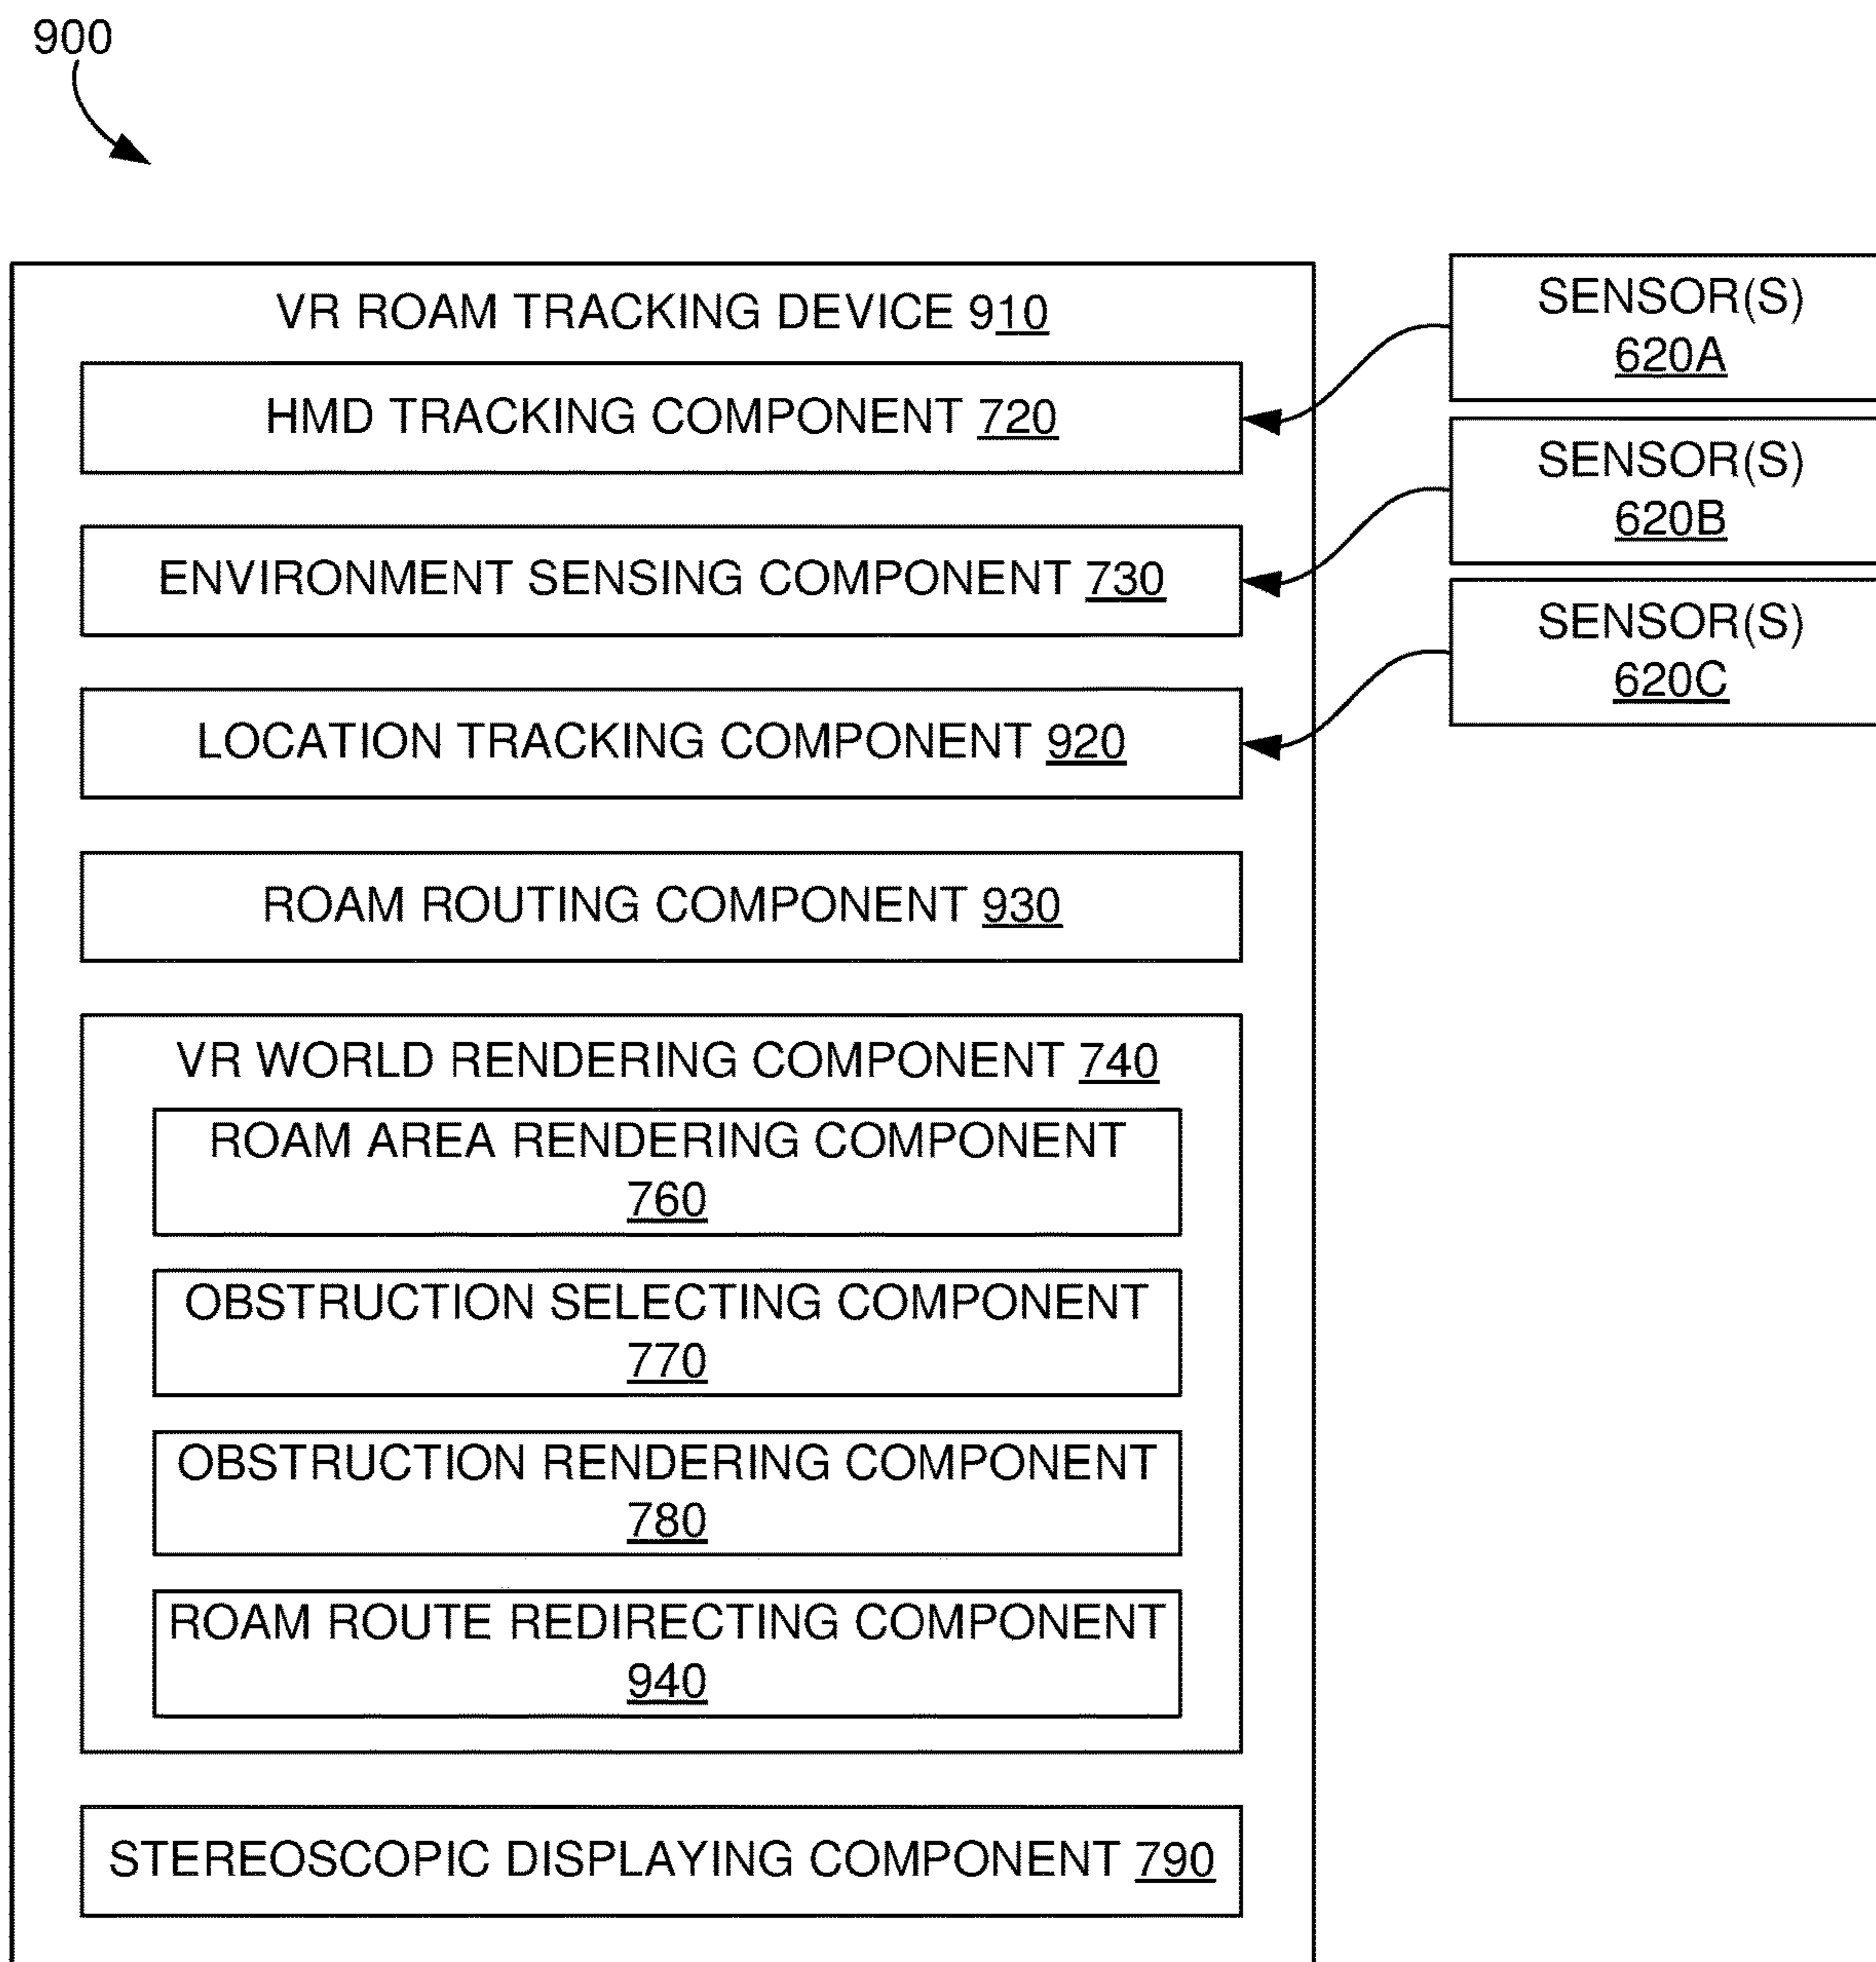 900
VR ROAM TRACKING DEVICE 910
HMD TRACKING COMPONENT 720
ENVIRONMENT SENSING COMPONENT 730
LOCATION TRACKING COMPONENT 920
ROAM ROUTING COMPONENT 930
VR WORLD RENDERING COMPONENT 740
ROAM AREA RENDERING COMPONENT
760
OBSTRUCTION SELECTING COMPONENT
770
OBSTRUCTION RENDERING COMPONENT
780
ROAM ROUTE REDIRECTING COMPONENT
940
STEREOSCOPIC DISPLAYING COMPONENT 790
SENSOR(S)
620A
SENSOR(S)
620B
SENSOR(S)
620C